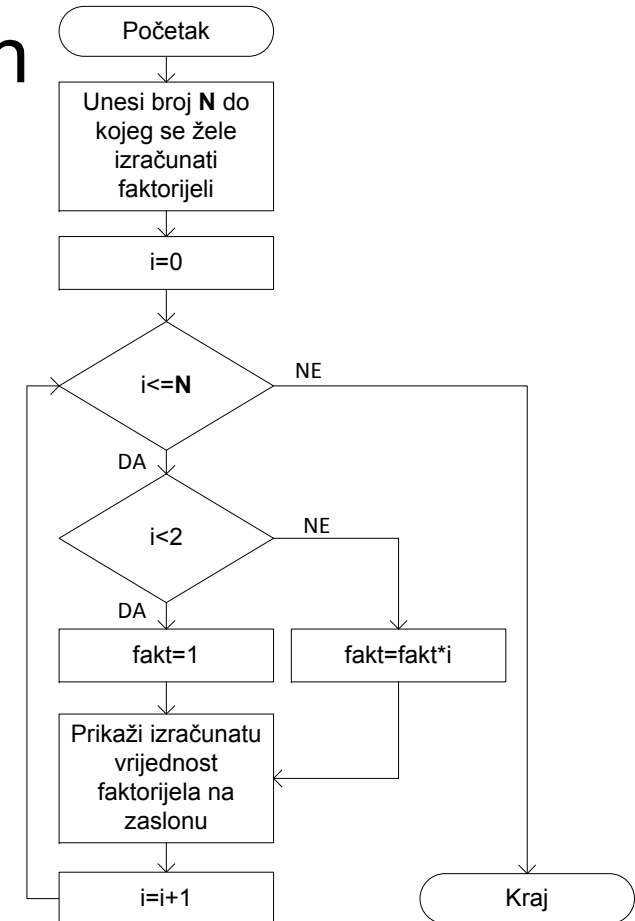 n
Početak
Unesi broj N do
kojeg se žele
izračunati
faktorijeli
i=0
i<=N
NE
DA
i<2
NE
DA
fakt=1
fakt=fakt*i
Prikaži izračunatu
vrijednost
faktorijela na
zaslonu
i=i+1
Kraj